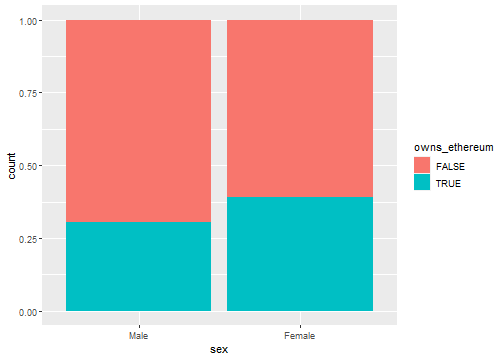 1.00
0.75
0.50
0.25
0.00
count
Male Female
sex
owns_ethereum
FALSE
TRUE